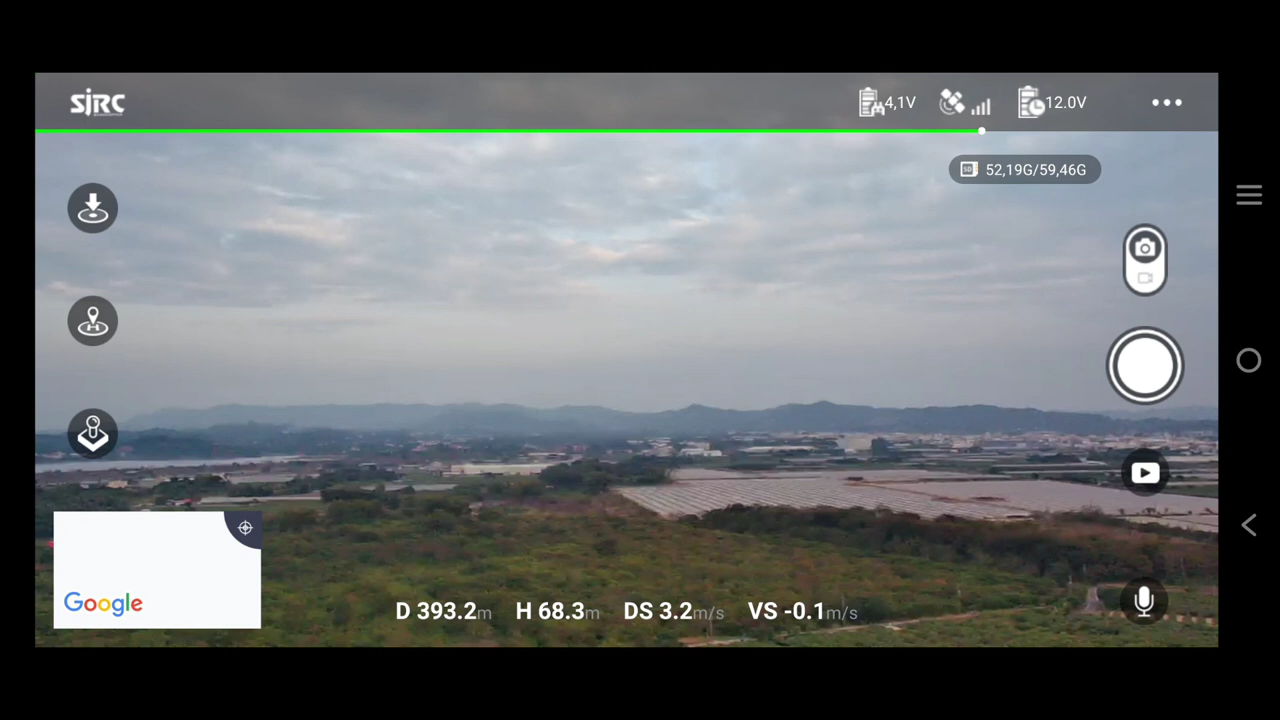 SJRC
4,1V
12.0V
52,19G/59,46G
Google
D 393.2m H 68.3m DS 3.2m/s VS -0.1m/s